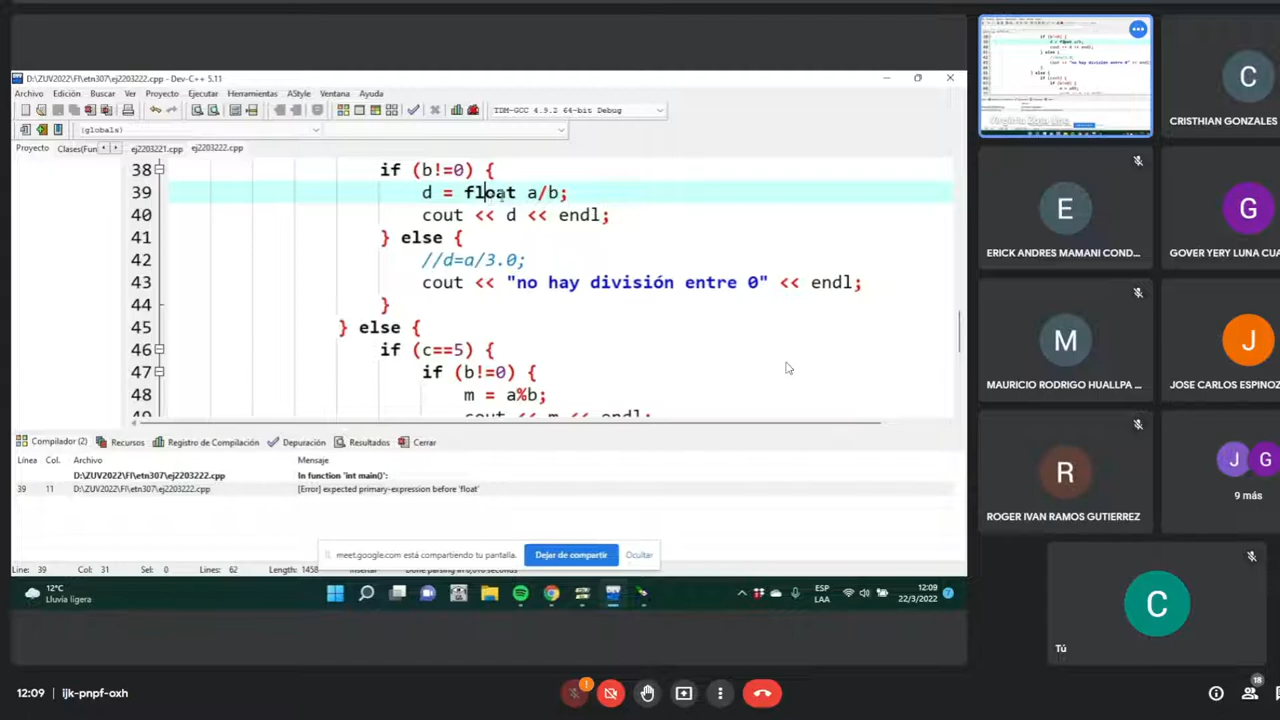 D:\ZUV2022\FI\etn307\ej2203222.cpp - Dev-C++ 5.11
Archivo Edición Buscar Ver Proyecto Ejecutar Herramientas AStyle Ventana Ayuda
TDM-GCC 4.9.2 64-bit Debug
(globals)
Proyecto Clases(Fun ej2203221.cpp ej2203222.cpp
38 if (b!=0) {
39 d = float a/b;
40 cout << d << endl;
41 } else {
42 //d=a/3.0;
43 cout << "no hay división entre 0" << endl;
44 }
45 } else {
46 if (c==5) {
47 if (b!=0) {
48 m = a%b;
49 cout << m << endl;
Compilador (2) Recursos Registro de Compilación Depuración Resultados Cerrar
Línea Col. Archivo Mensaje
D:\ZUV2022\FI\etn307\ej2203222.cpp In function 'int main()':
39 11 D:\ZUV2022\FI\etn307\ej2203222.cpp [Error] expected primary-expression before 'float'
meet.google.com está compartiendo tu pantalla. Dejar de compartir Ocultar
Line: 39 Col: 31 Sel: 0 Lines: 62 Length: 1458 Insertar
12°C
Lluvia ligera
ESP
LAA
12:09
22/3/2022
7
C
CRISTHIAN GONZALES
E
ERICK ANDRES MAMANI COND...
G
GOVER YERY LUNA CUA
M
MAURICIO RODRIGO HUALLPA ...
J
JOSE CARLOS ESPINOZ
R
ROGER IVAN RAMOS GUTIERREZ
J G
9 más
C
Tú
12:09 | ijk-pnpf-oxh
18